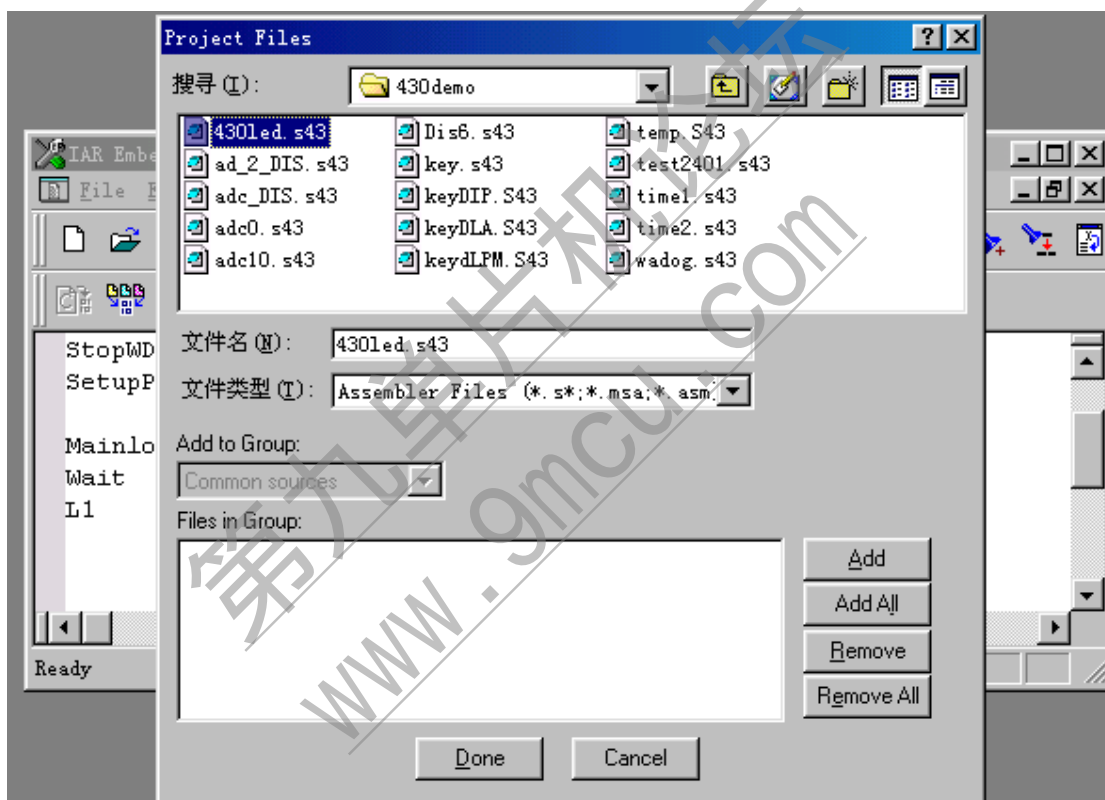 Project Files
搜寻(I):
430demo
430led.s43
Dis6.s43
temp.S43
ad_2_DIS.s43
key.s43
test2401.s43
adc_DIS.s43
keyDIP.S43
time1.s43
adc0.s43
keyDLA.S43
time2.s43
adc10.s43
keydLPM.S43
wadog.s43
文件名(N):
430led.s43
文件类型(T):
Assembler Files (*.s*;*.msa;*.asm)
Add to Group:
Common sources
Files in Group:
Add
Add All
Remove
Remove All
Done
Cancel
IAR Embe
File
StopWD
SetupP
Mainlo
Wait
L1
Ready
第九单片机论坛
www.9mcu.com